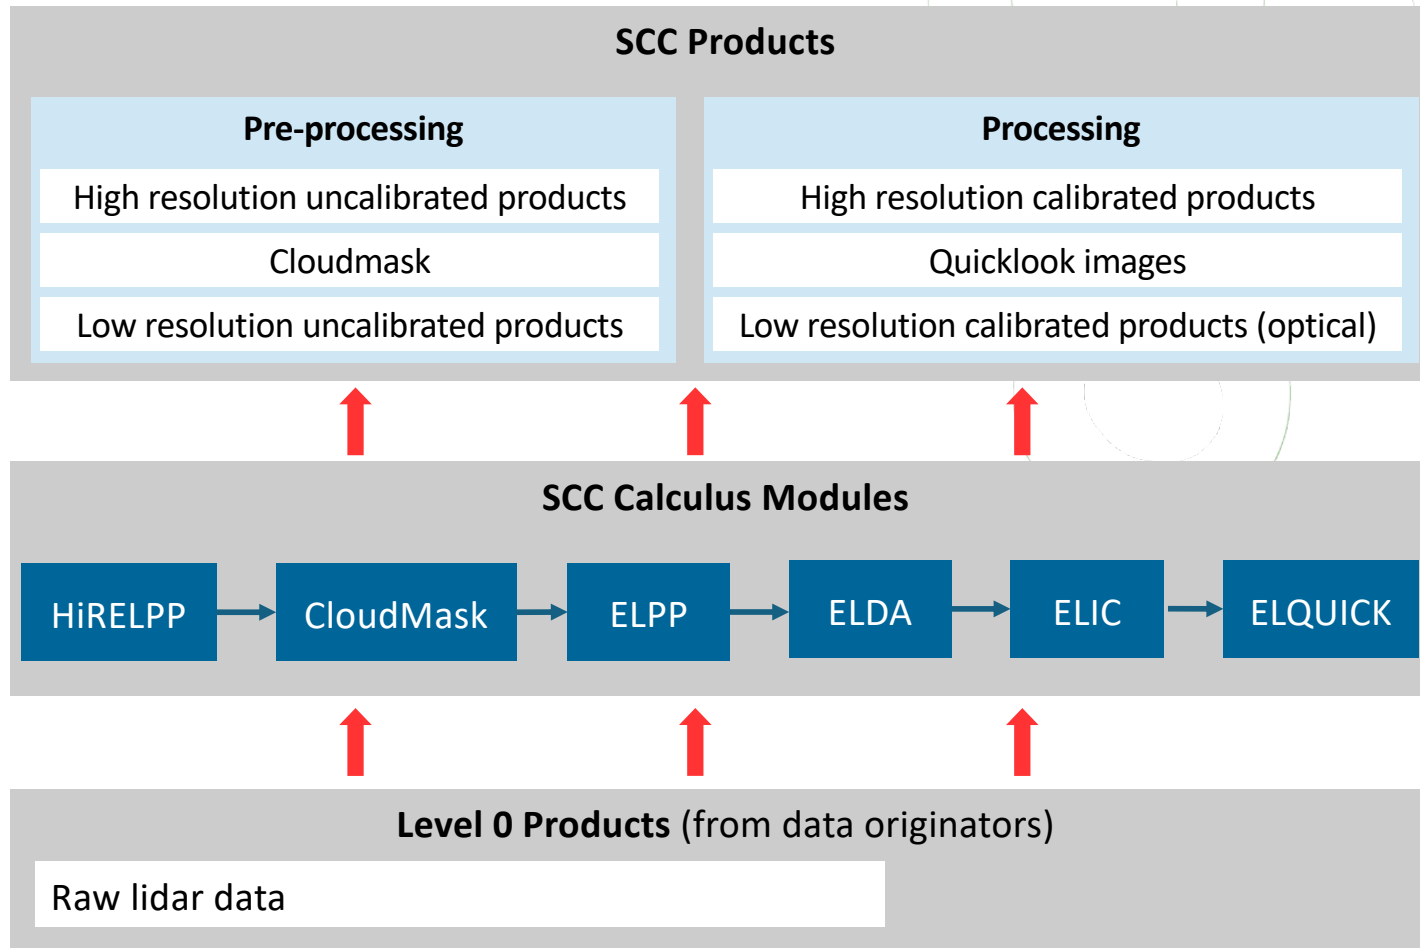 SCC Products
Pre-processing
High resolution uncalibrated products
Cloudmask
Low resolution uncalibrated products
Processing
High resolution calibrated products
Quicklook images
Low resolution calibrated products (optical)
SCC Calculus Modules
HiRELPP
CloudMask
ELPP
ELDA
ELIC
ELQUICK
Level 0 Products (from data originators)
Raw lidar data